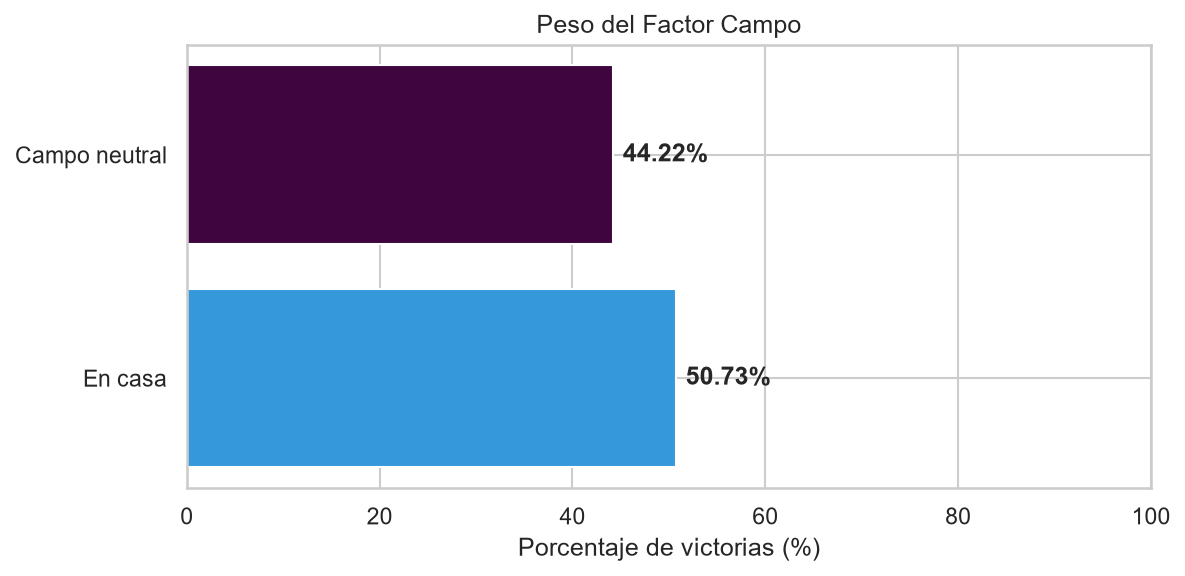 Peso del Factor Campo
Campo neutral
44.22%
En casa
50.73%
0 20 40 60 80 100
Porcentaje de victorias (%)